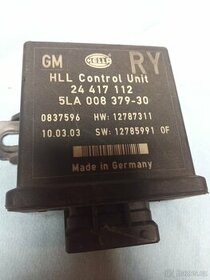 HELLA
GM RY
HLL Control Unit
24 417 112
5LA 008 379-30
0837596 HW: 12787311
10.03.03 SW: 12785991 OF
Made in Germany